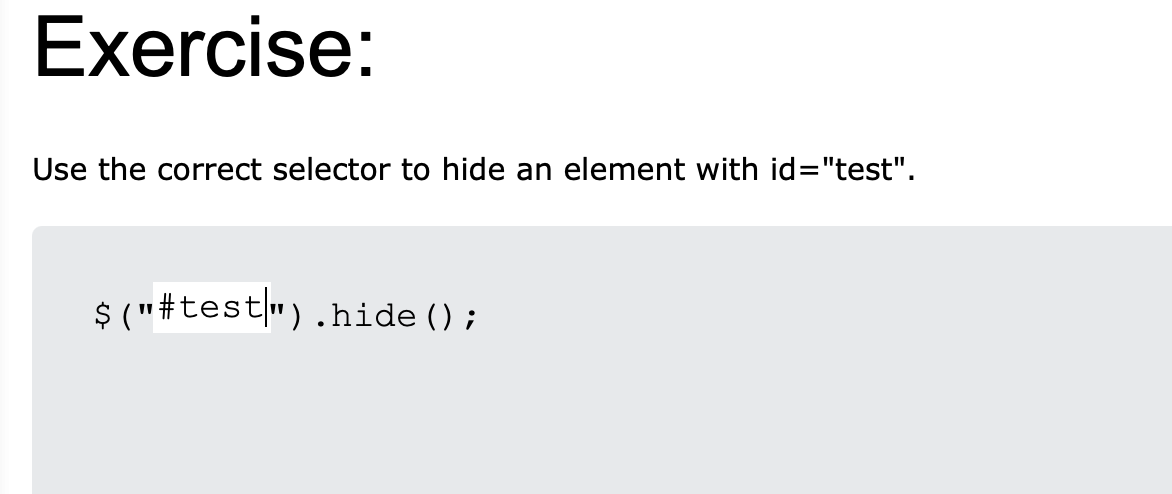 Exercise:
Use the correct selector to hide an element with id="test".
$("#test").hide();